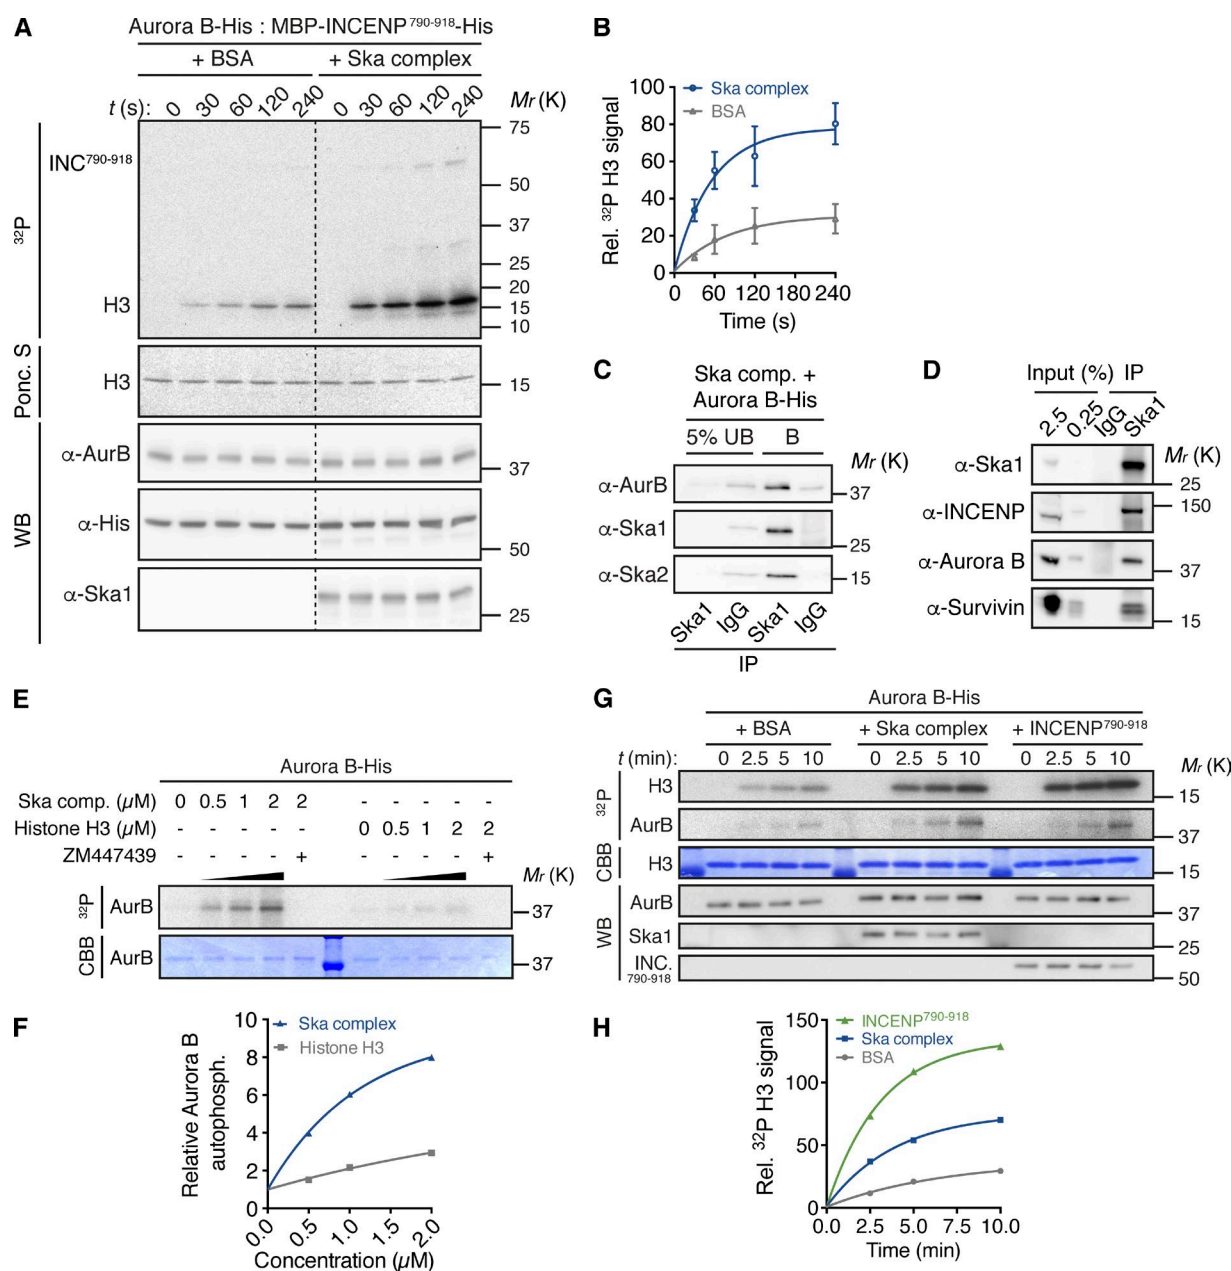 A
Aurora B-His : MBP-INCENP790-918-His
+ BSA + Ska complex
t (s): 0 30 60 120 240 0 30 60 120 240 Mr (K)
75
INC790-918
50
32P
37
25
20
H3 15
10
Ponc. S H3 15
α-AurB 37
WB α-His 50
α-Ska1 25
B
Ska complex
BSA
Rel. 32P H3 signal
100
80
60
40
20
0
0 60 120 180 240
Time (s)
C
Ska comp. +
Aurora B-His
5% UB B
Mr (K)
α-AurB 37
α-Ska1 25
α-Ska2 15
Ska1 IgG Ska1 IgG
IP
D
Input (%) IP
2.5 0.25 IgG Ska1
Mr (K)
α-Ska1 25
α-INCENP 150
α-Aurora B 37
α-Survivin 15
E
Aurora B-His
Ska comp. (µM) 0 0.5 1 2 2 - - - - -
Histone H3 (µM) - - - - - 0 0.5 1 2 2
ZM447439 - - - - + - - - - +
Mr (K)
32P AurB 37
CBB AurB 37
F
Ska complex
Histone H3
Relative Aurora B
autophosph.
10
8
6
4
2
0
0.0 0.5 1.0 1.5 2.0
Concentration (µM)
G
Aurora B-His
+ BSA + Ska complex + INCENP790-918
t (min): 0 2.5 5 10 0 2.5 5 10 0 2.5 5 10 Mr (K)
32P H3 15
AurB 37
CBB H3 15
WB AurB 37
Ska1 25
INC.
790-918 50
H
INCENP790-918
Ska complex
BSA
Rel. 32P H3 signal
150
100
50
0
0.0 2.5 5.0 7.5 10.0
Time (min)